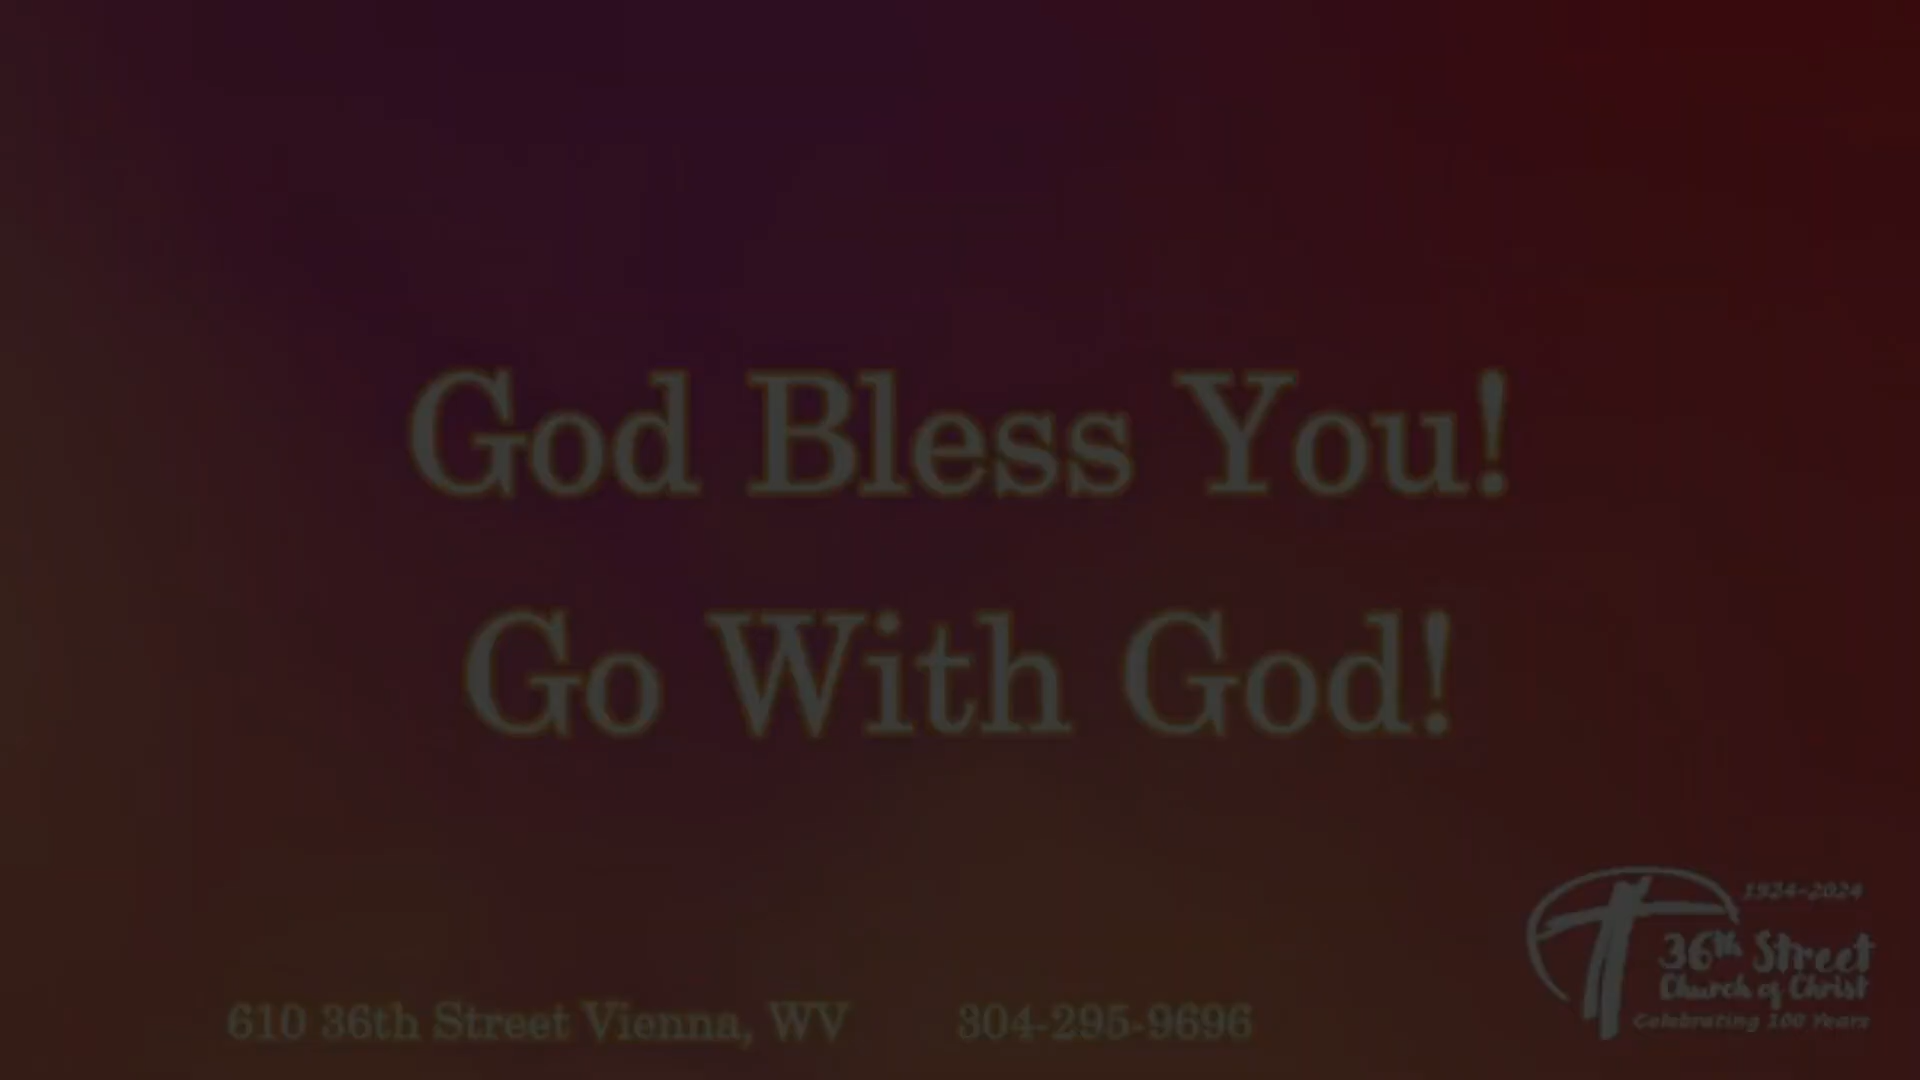 God Bless You!
Go With God!
1924-2024
36th Street
Church of Christ
Celebrating 100 Years
610 36th Street Vienna, WV 304-295-9696